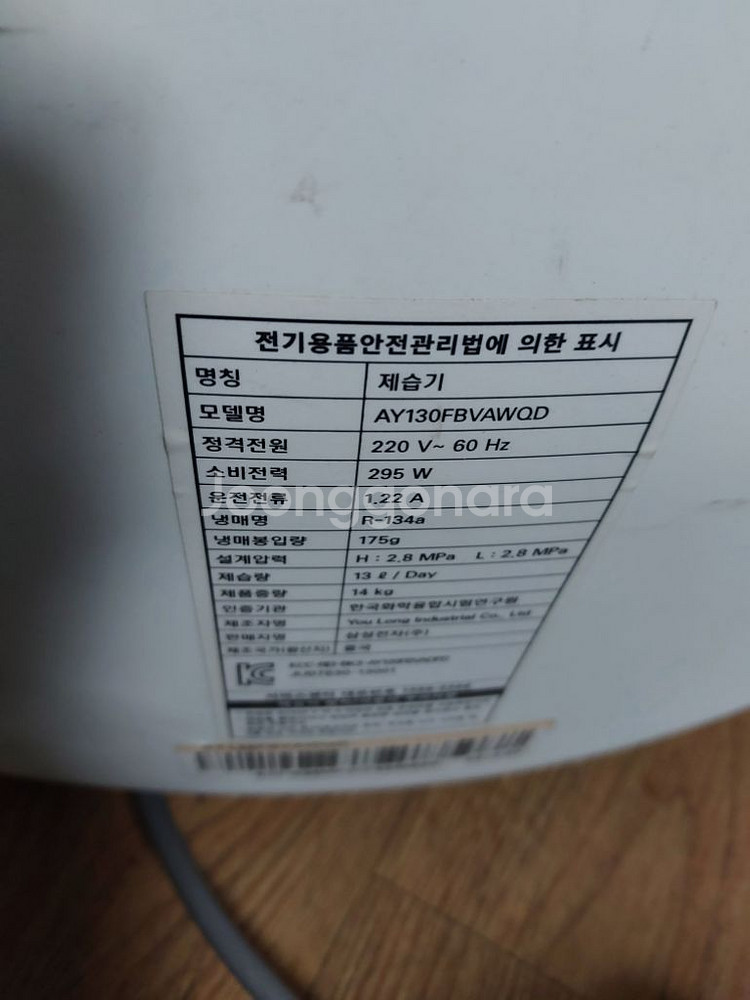 전기용품안전관리법에 의한 표시
명칭 제습기
모델명 AY130FBVAWQD
정격전원 220 V~ 60 Hz
소비전력 295 W
운전전류 1.22 A
Joonggonara
냉매명 R-134a
냉매봉입량 175g
설계압력 H : 2.8 MPa L : 2.8 MPa
제습량 13 ℓ / Day
제품중량 14 kg
인증기관 한국화학융합시험연구원
제조자명 You Long Industrial Co., Ltd
판매자명 삼성전자(주)
제조국가(원산지) 중국